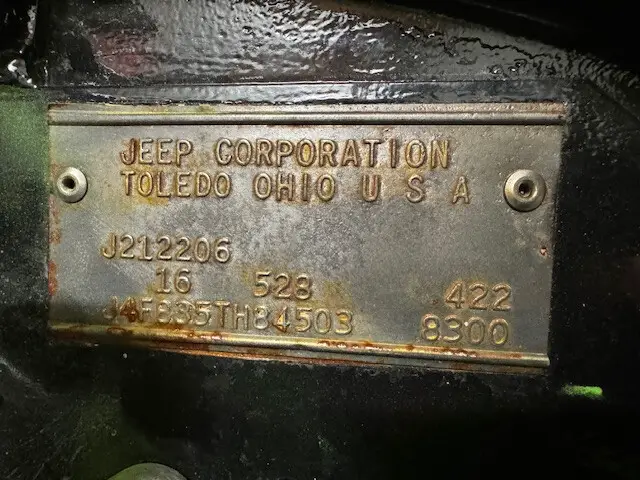 JEEP CORPORATION
TOLEDO OHIO U S A
J212206
16 528 422
J4F835TH84503 8300